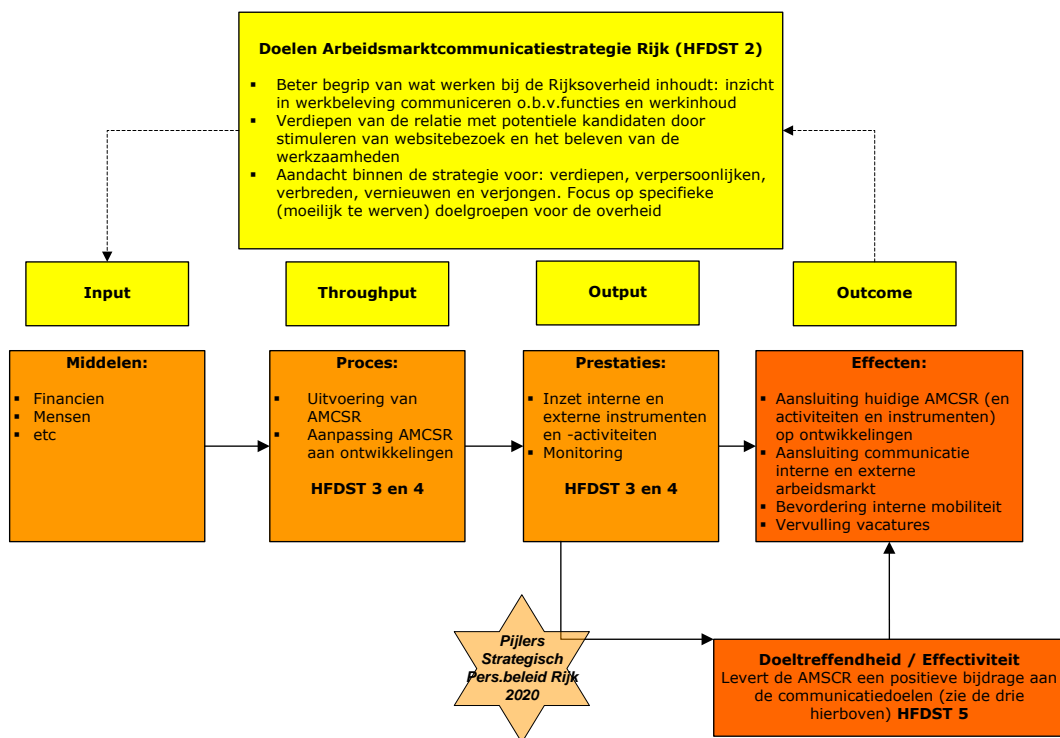 Doelen Arbeidsmarktcommunicatiestrategie Rijk (HFDST 2)
▪ Beter begrip van wat werken bij de Rijksoverheid inhoudt: inzicht
in werkbeleving communiceren o.b.v.functies en werkinhoud
▪ Verdiepen van de relatie met potentiele kandidaten door
stimuleren van websitebezoek en het beleven van de
werkzaamheden
▪ Aandacht binnen de strategie voor: verdiepen, verpersoonlijken,
verbreden, vernieuwen en verjongen. Focus op specifieke
(moeilijk te werven) doelgroepen voor de overheid
Input
Throughput
Output
Outcome
Middelen:
▪ Financien
▪ Mensen
▪ etc
Proces:
▪ Uitvoering van
AMCSR
▪ Aanpassing AMCSR
aan ontwikkelingen
HFDST 3 en 4
Prestaties:
▪ Inzet interne en
externe instrumenten
en -activiteiten
▪ Monitoring
HFDST 3 en 4
Effecten:
▪ Aansluiting huidige AMCSR (en
activiteiten en instrumenten)
op ontwikkelingen
▪ Aansluiting communicatie
interne en externe
arbeidsmarkt
▪ Bevordering interne mobiliteit
▪ Vervulling vacatures
Pijlers
Strategisch
Pers.beleid Rijk
2020
Doeltreffendheid / Effectiviteit
Levert de AMSCR een positieve bijdrage aan
de communicatiedoelen (zie de drie
hierboven) HFDST 5